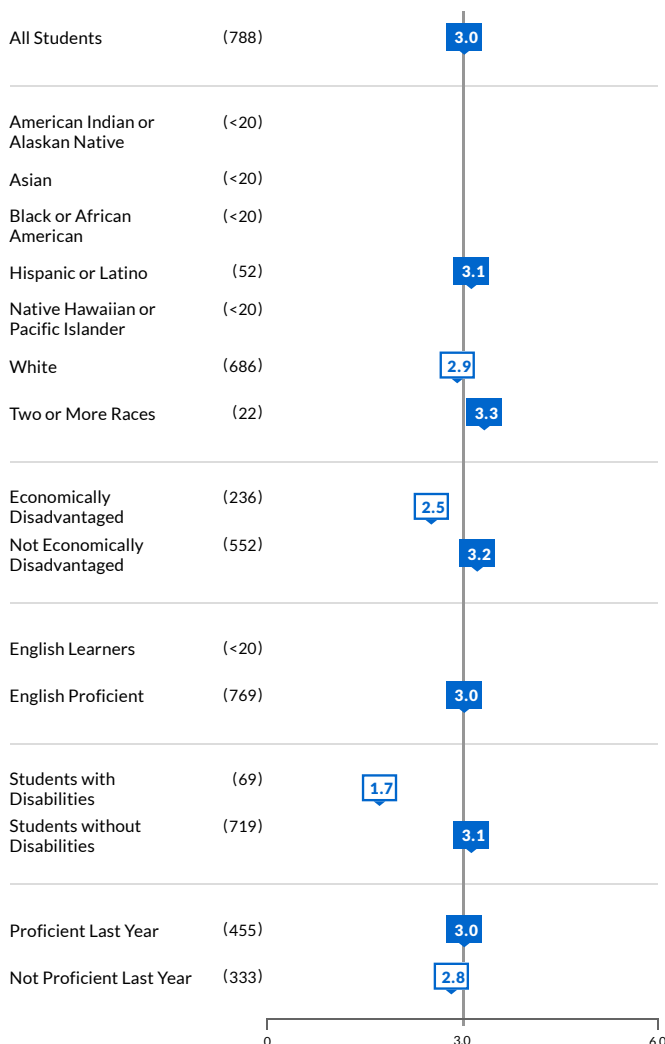 All Students (788) 3.0
American Indian or (<20)
Alaskan Native
Asian (<20)
Black or African (<20)
American
Hispanic or Latino (52) 3.1
Native Hawaiian or (<20)
Pacific Islander
White (686) 2.9
Two or More Races (22) 3.3
Economically (236) 2.5
Disadvantaged
Not Economically (552) 3.2
Disadvantaged
English Learners (<20)
English Proficient (769) 3.0
Students with (69) 1.7
Disabilities
Students without (719) 3.1
Disabilities
Proficient Last Year (455) 3.0
Not Proficient Last Year (333) 2.8
0 3.0 6.0